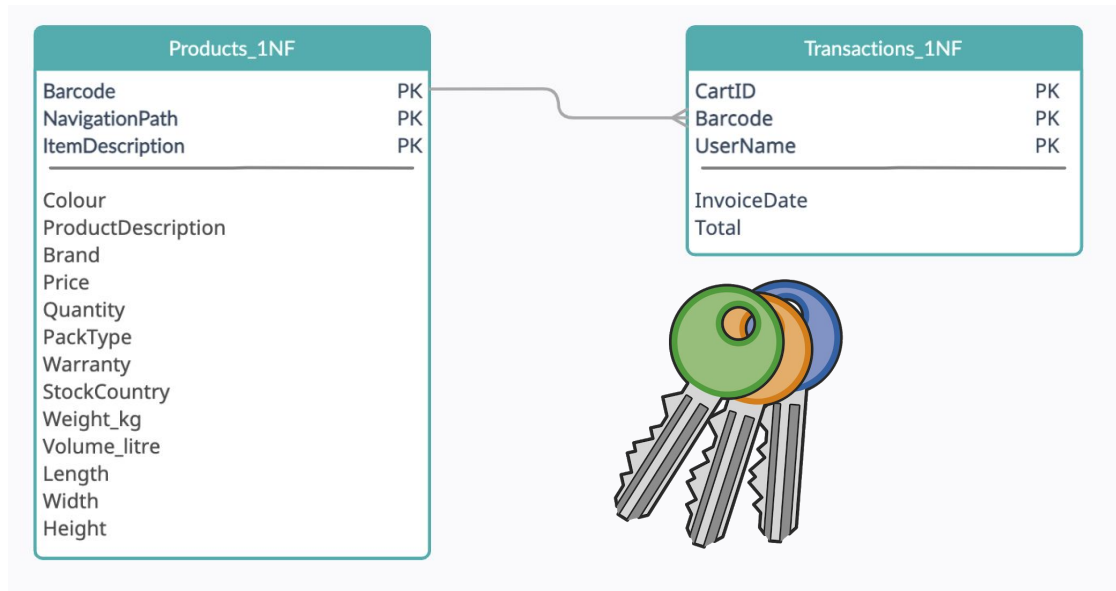 Products_1NF
Barcode PK
NavigationPath PK
ItemDescription PK
Colour
ProductDescription
Brand
Price
Quantity
PackType
Warranty
StockCountry
Weight_kg
Volume_litre
Length
Width
Height
Transactions_1NF
CartID PK
Barcode PK
UserName PK
InvoiceDate
Total